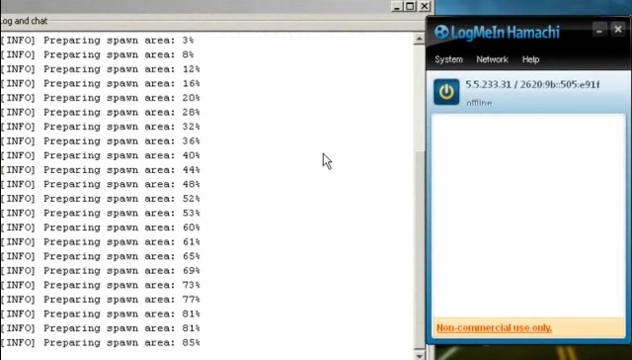 Log and chat
[INFO] Preparing spawn area: 3%
[INFO] Preparing spawn area: 8%
[INFO] Preparing spawn area: 12%
[INFO] Preparing spawn area: 16%
[INFO] Preparing spawn area: 20%
[INFO] Preparing spawn area: 28%
[INFO] Preparing spawn area: 32%
[INFO] Preparing spawn area: 36%
[INFO] Preparing spawn area: 40%
[INFO] Preparing spawn area: 44%
[INFO] Preparing spawn area: 48%
[INFO] Preparing spawn area: 52%
[INFO] Preparing spawn area: 53%
[INFO] Preparing spawn area: 60%
[INFO] Preparing spawn area: 61%
[INFO] Preparing spawn area: 65%
[INFO] Preparing spawn area: 69%
[INFO] Preparing spawn area: 73%
[INFO] Preparing spawn area: 77%
[INFO] Preparing spawn area: 81%
[INFO] Preparing spawn area: 81%
[INFO] Preparing spawn area: 85%
LogMeIn Hamachi
System Network Help
5.5.233.31 / 2620:9b::505:e91f
offline
Non-commercial use only.